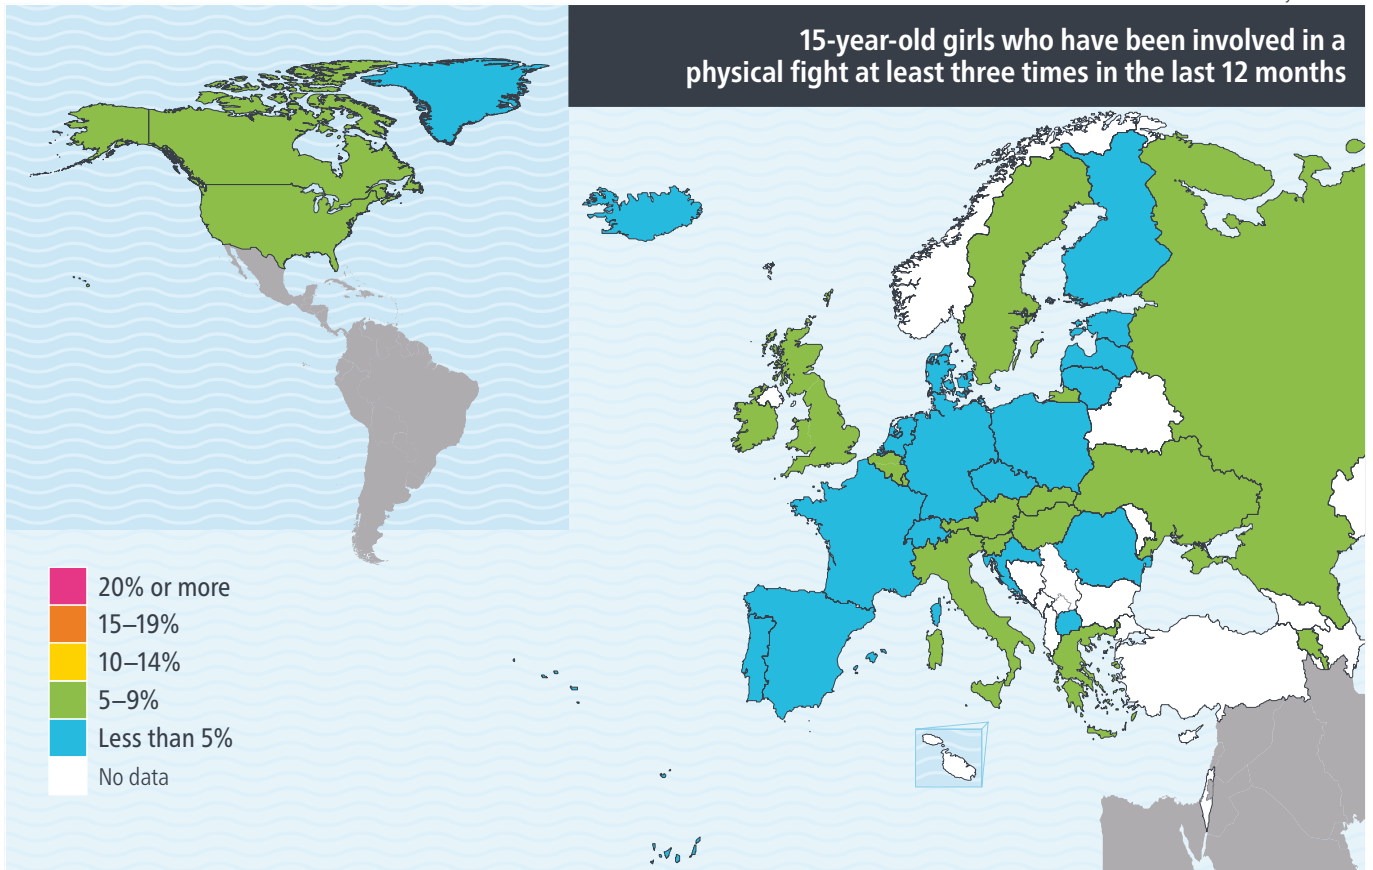 15-year-old girls who have been involved in a
physical fight at least three times in the last 12 months
20% or more
15–19%
10–14%
5–9%
Less than 5%
No data